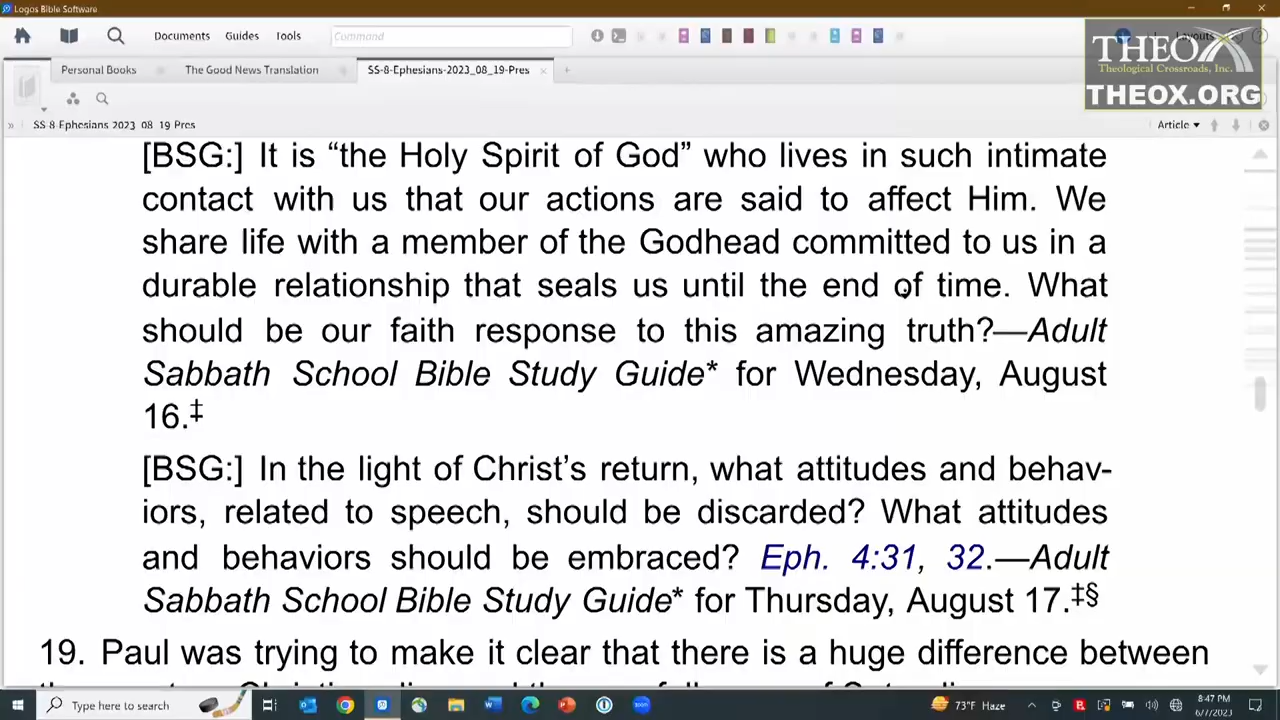 Logos Bible Software
Documents Guides Tools Command Layouts
THEOX
Theological Crossroads, Inc.
THEOX.ORG
Personal Books The Good News Translation SS-8-Ephesians-2023_08_19-Pres
SS-8-Ephesians-2023_08_19-Pres Article
[BSG:] It is “the Holy Spirit of God” who lives in such intimate
contact with us that our actions are said to affect Him. We
share life with a member of the Godhead committed to us in a
durable relationship that seals us until the end of time. What
should be our faith response to this amazing truth?—Adult
Sabbath School Bible Study Guide* for Wednesday, August
16.‡
[BSG:] In the light of Christ’s return, what attitudes and behav-
iors, related to speech, should be discarded? What attitudes
and behaviors should be embraced? Eph. 4:31, 32.—Adult
Sabbath School Bible Study Guide* for Thursday, August 17.‡§
19. Paul was trying to make it clear that there is a huge difference between
Type here to search
73°F Haze
8:47 PM
6/7/2023